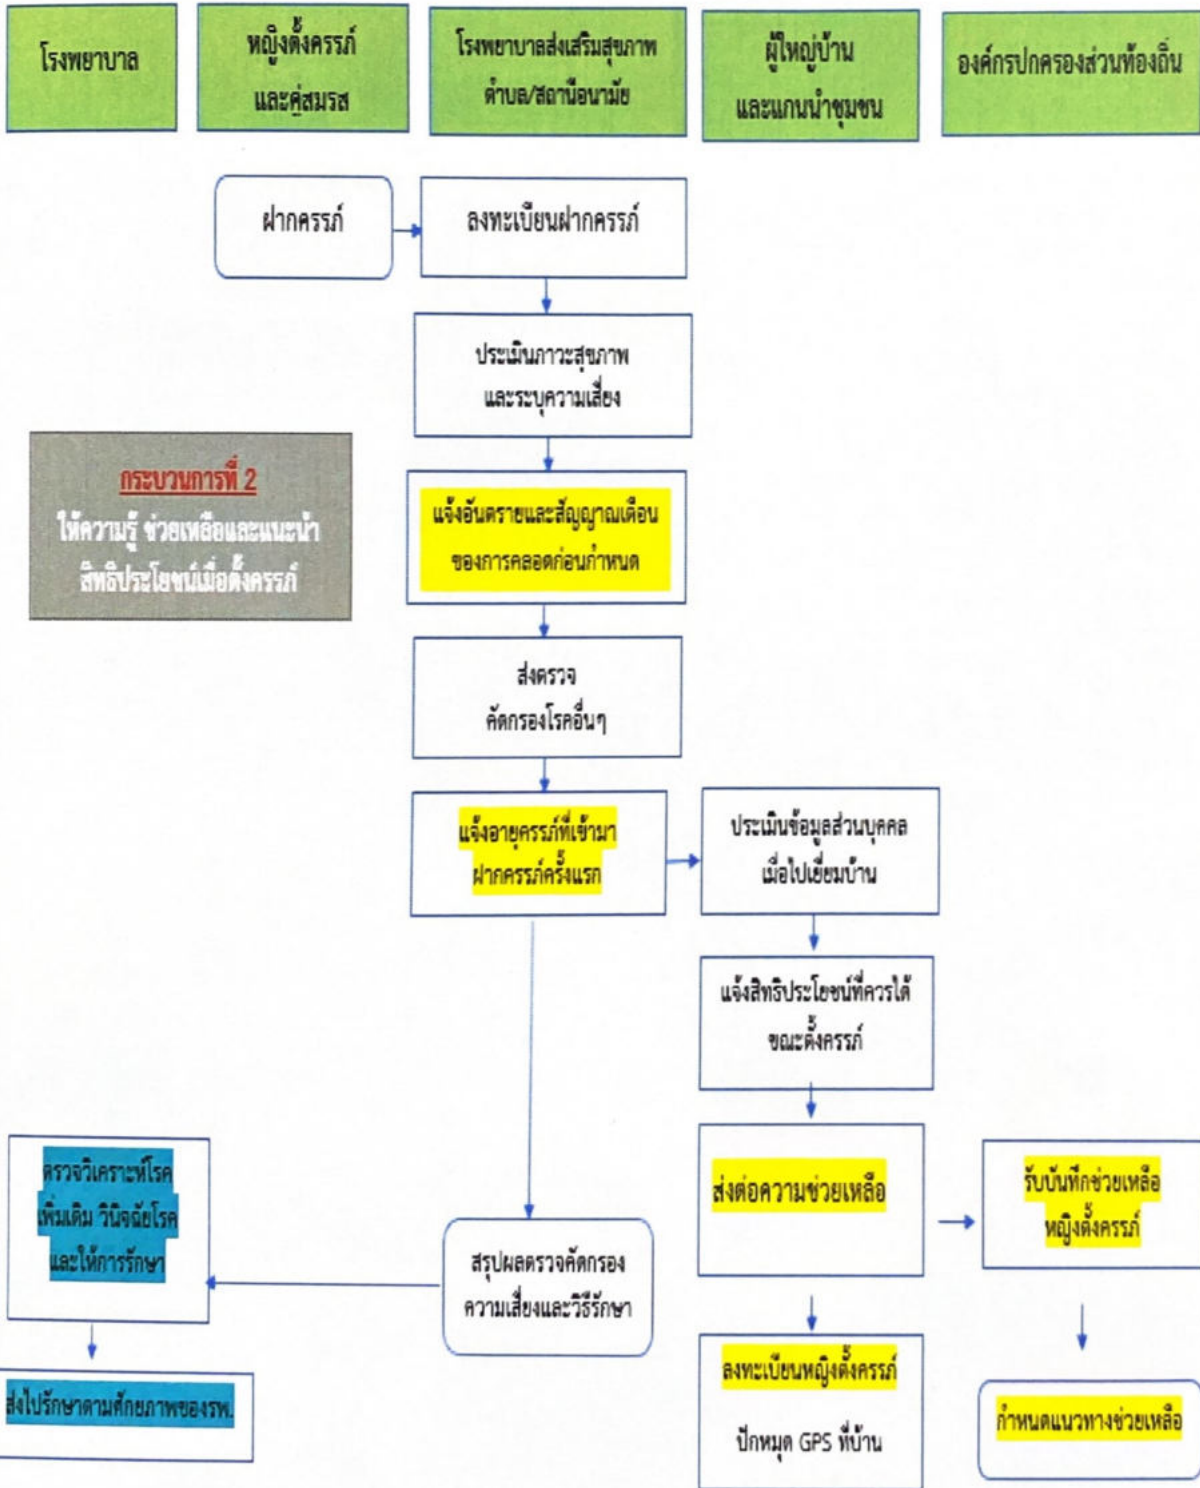 โรงพยาบาล
หญิงตั้งครรภ์
และคู่สมรส
โรงพยาบาลส่งเสริมสุขภาพ
ตำบล/สถานีอนามัย
ผู้ใหญ่บ้าน
และแกนนำชุมชน
องค์กรปกครองส่วนท้องถิ่น
ฝากครรภ์
ลงทะเบียนฝากครรภ์
ประเมินภาวะสุขภาพ
และระบุความเสี่ยง
กระบวนการที่ 2
ให้ความรู้ ช่วยเหลือและแนะนำ
สิทธิประโยชน์เมื่อตั้งครรภ์
แจ้งอันตรายและสัญญาณเตือน
ของการคลอดก่อนกำหนด
ส่งตรวจ
คัดกรองโรคอื่นๆ
แจ้งอายุครรภ์ที่เข้ามา
ฝากครรภ์ครั้งแรก
ประเมินข้อมูลส่วนบุคคล
เมื่อไปเยี่ยมบ้าน
แจ้งสิทธิประโยชน์ที่ควรได้
ขณะตั้งครรภ์
ตรวจวิเคราะห์โรค
เพิ่มเติม วินิจฉัยโรค
และให้การรักษา
ส่งต่อความช่วยเหลือ
รับบันทึกช่วยเหลือ
หญิงตั้งครรภ์
สรุปผลตรวจคัดกรอง
ความเสี่ยงและวิธีรักษา
ส่งไปรักษาตามศักยภาพของรพ.
ลงทะเบียนหญิงตั้งครรภ์
ปักหมุด GPS ที่บ้าน
กำหนดแนวทางช่วยเหลือ